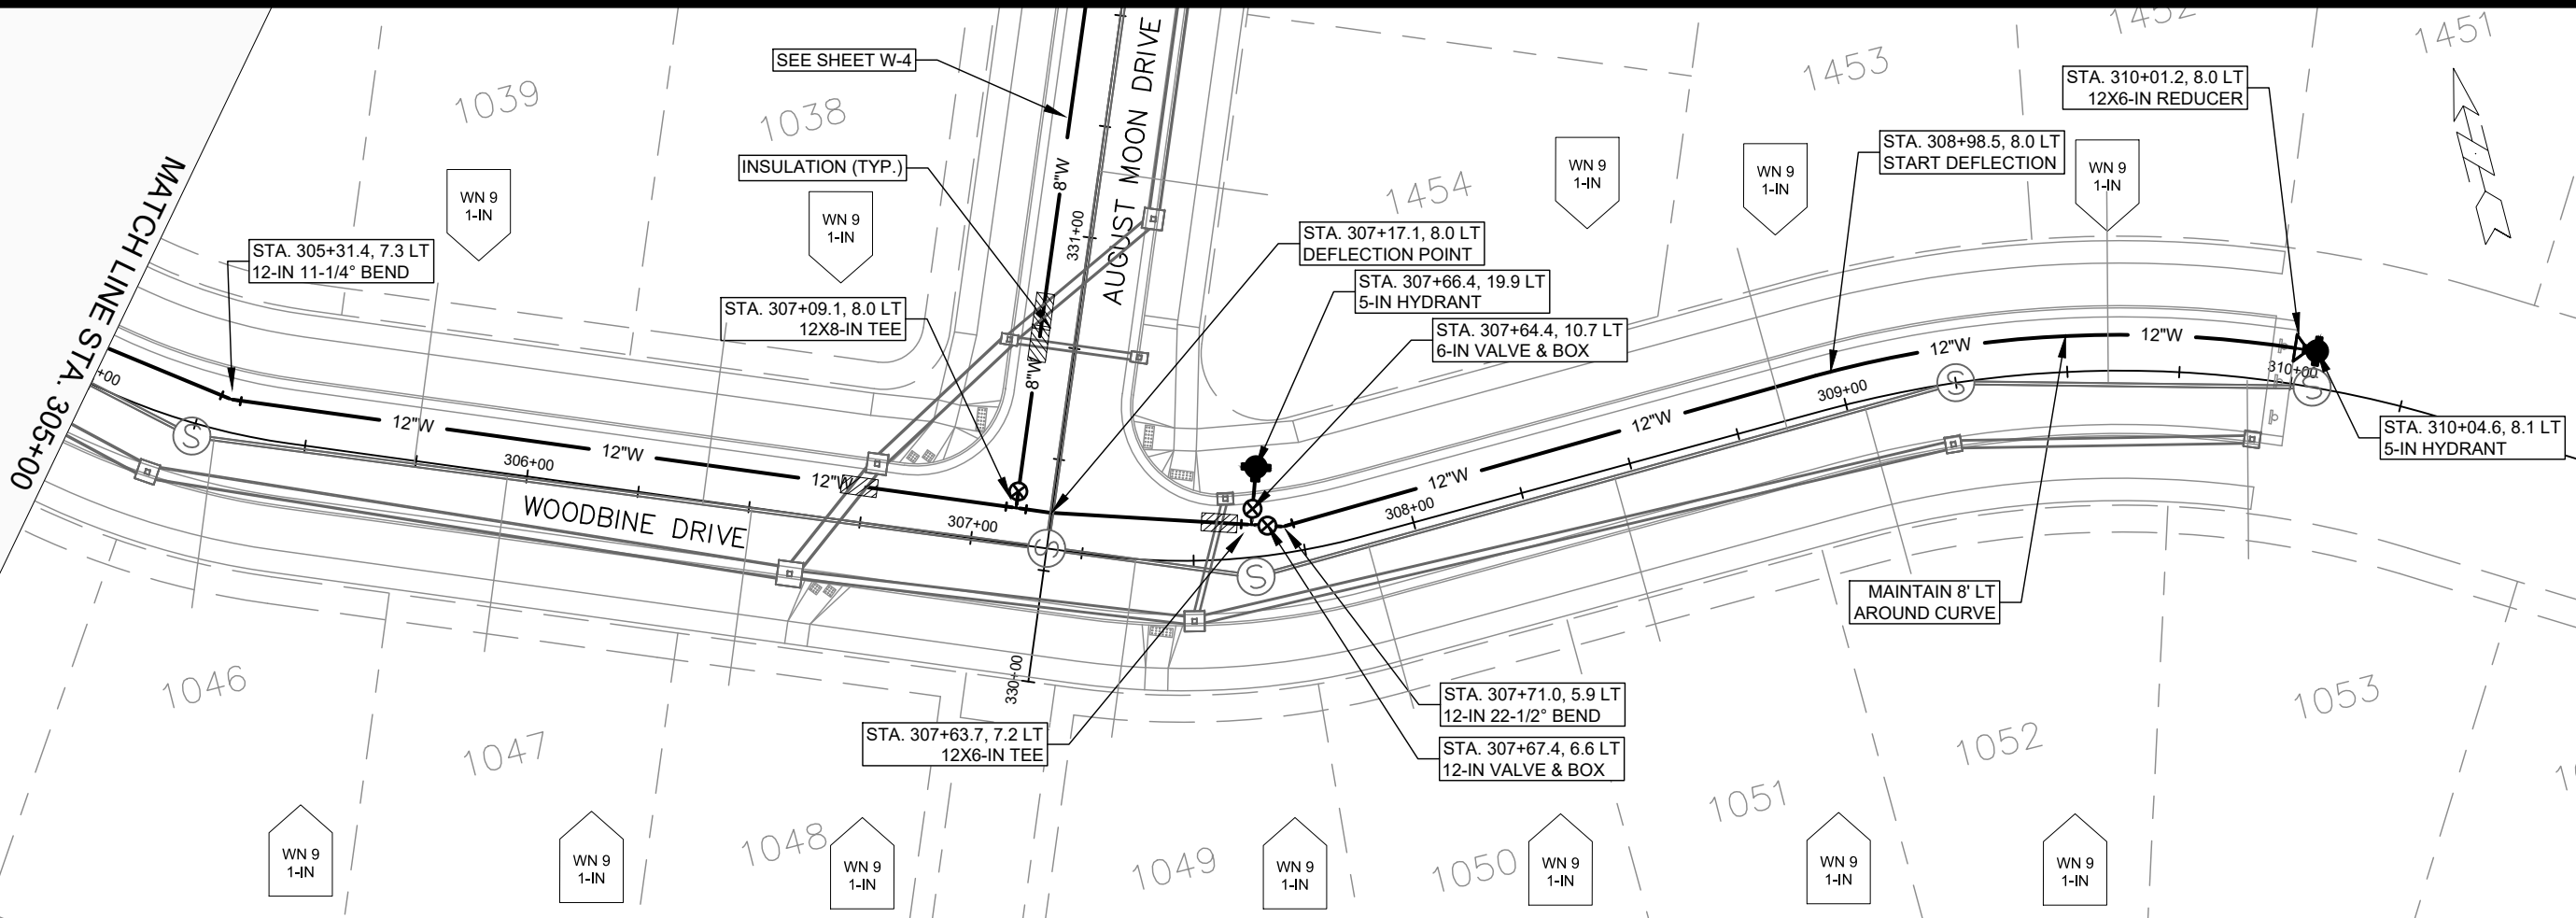 1452
1451
1453
SEE SHEET W-4
AUGUST MOON DRIVE
STA. 310+01.2, 8.0 LT
12X6-IN REDUCER
1039
1038
STA. 308+98.5, 8.0 LT
START DEFLECTION
INSULATION (TYP.)
8"W
WN 9
1-IN
WN 9
1-IN
WN 9
1-IN
WN 9
1-IN
WN 9
1-IN
1454
MATCH LINE STA. 305+00
STA. 305+31.4, 7.3 LT
12-IN 11-1/4° BEND
331+00
STA. 307+17.1, 8.0 LT
DEFLECTION POINT
STA. 307+66.4, 19.9 LT
5-IN HYDRANT
STA. 307+09.1, 8.0 LT
12X8-IN TEE
STA. 307+64.4, 10.7 LT
6-IN VALVE & BOX
8"W
12"W
12"W
+00
310+00
309+00
12"W
12"W
12"W
12"W
12"W
S
S
S
S
S
306+00
307+00
308+00
STA. 310+04.6, 8.1 LT
5-IN HYDRANT
WOODBINE DRIVE
MAINTAIN 8' LT
AROUND CURVE
330+00
1046
1047
1048
1049
1050
1051
1052
1053
STA. 307+71.0, 5.9 LT
12-IN 22-1/2° BEND
STA. 307+63.7, 7.2 LT
12X6-IN TEE
STA. 307+67.4, 6.6 LT
12-IN VALVE & BOX
WN 9
1-IN
WN 9
1-IN
WN 9
1-IN
WN 9
1-IN
WN 9
1-IN
WN 9
1-IN
WN 9
1-IN